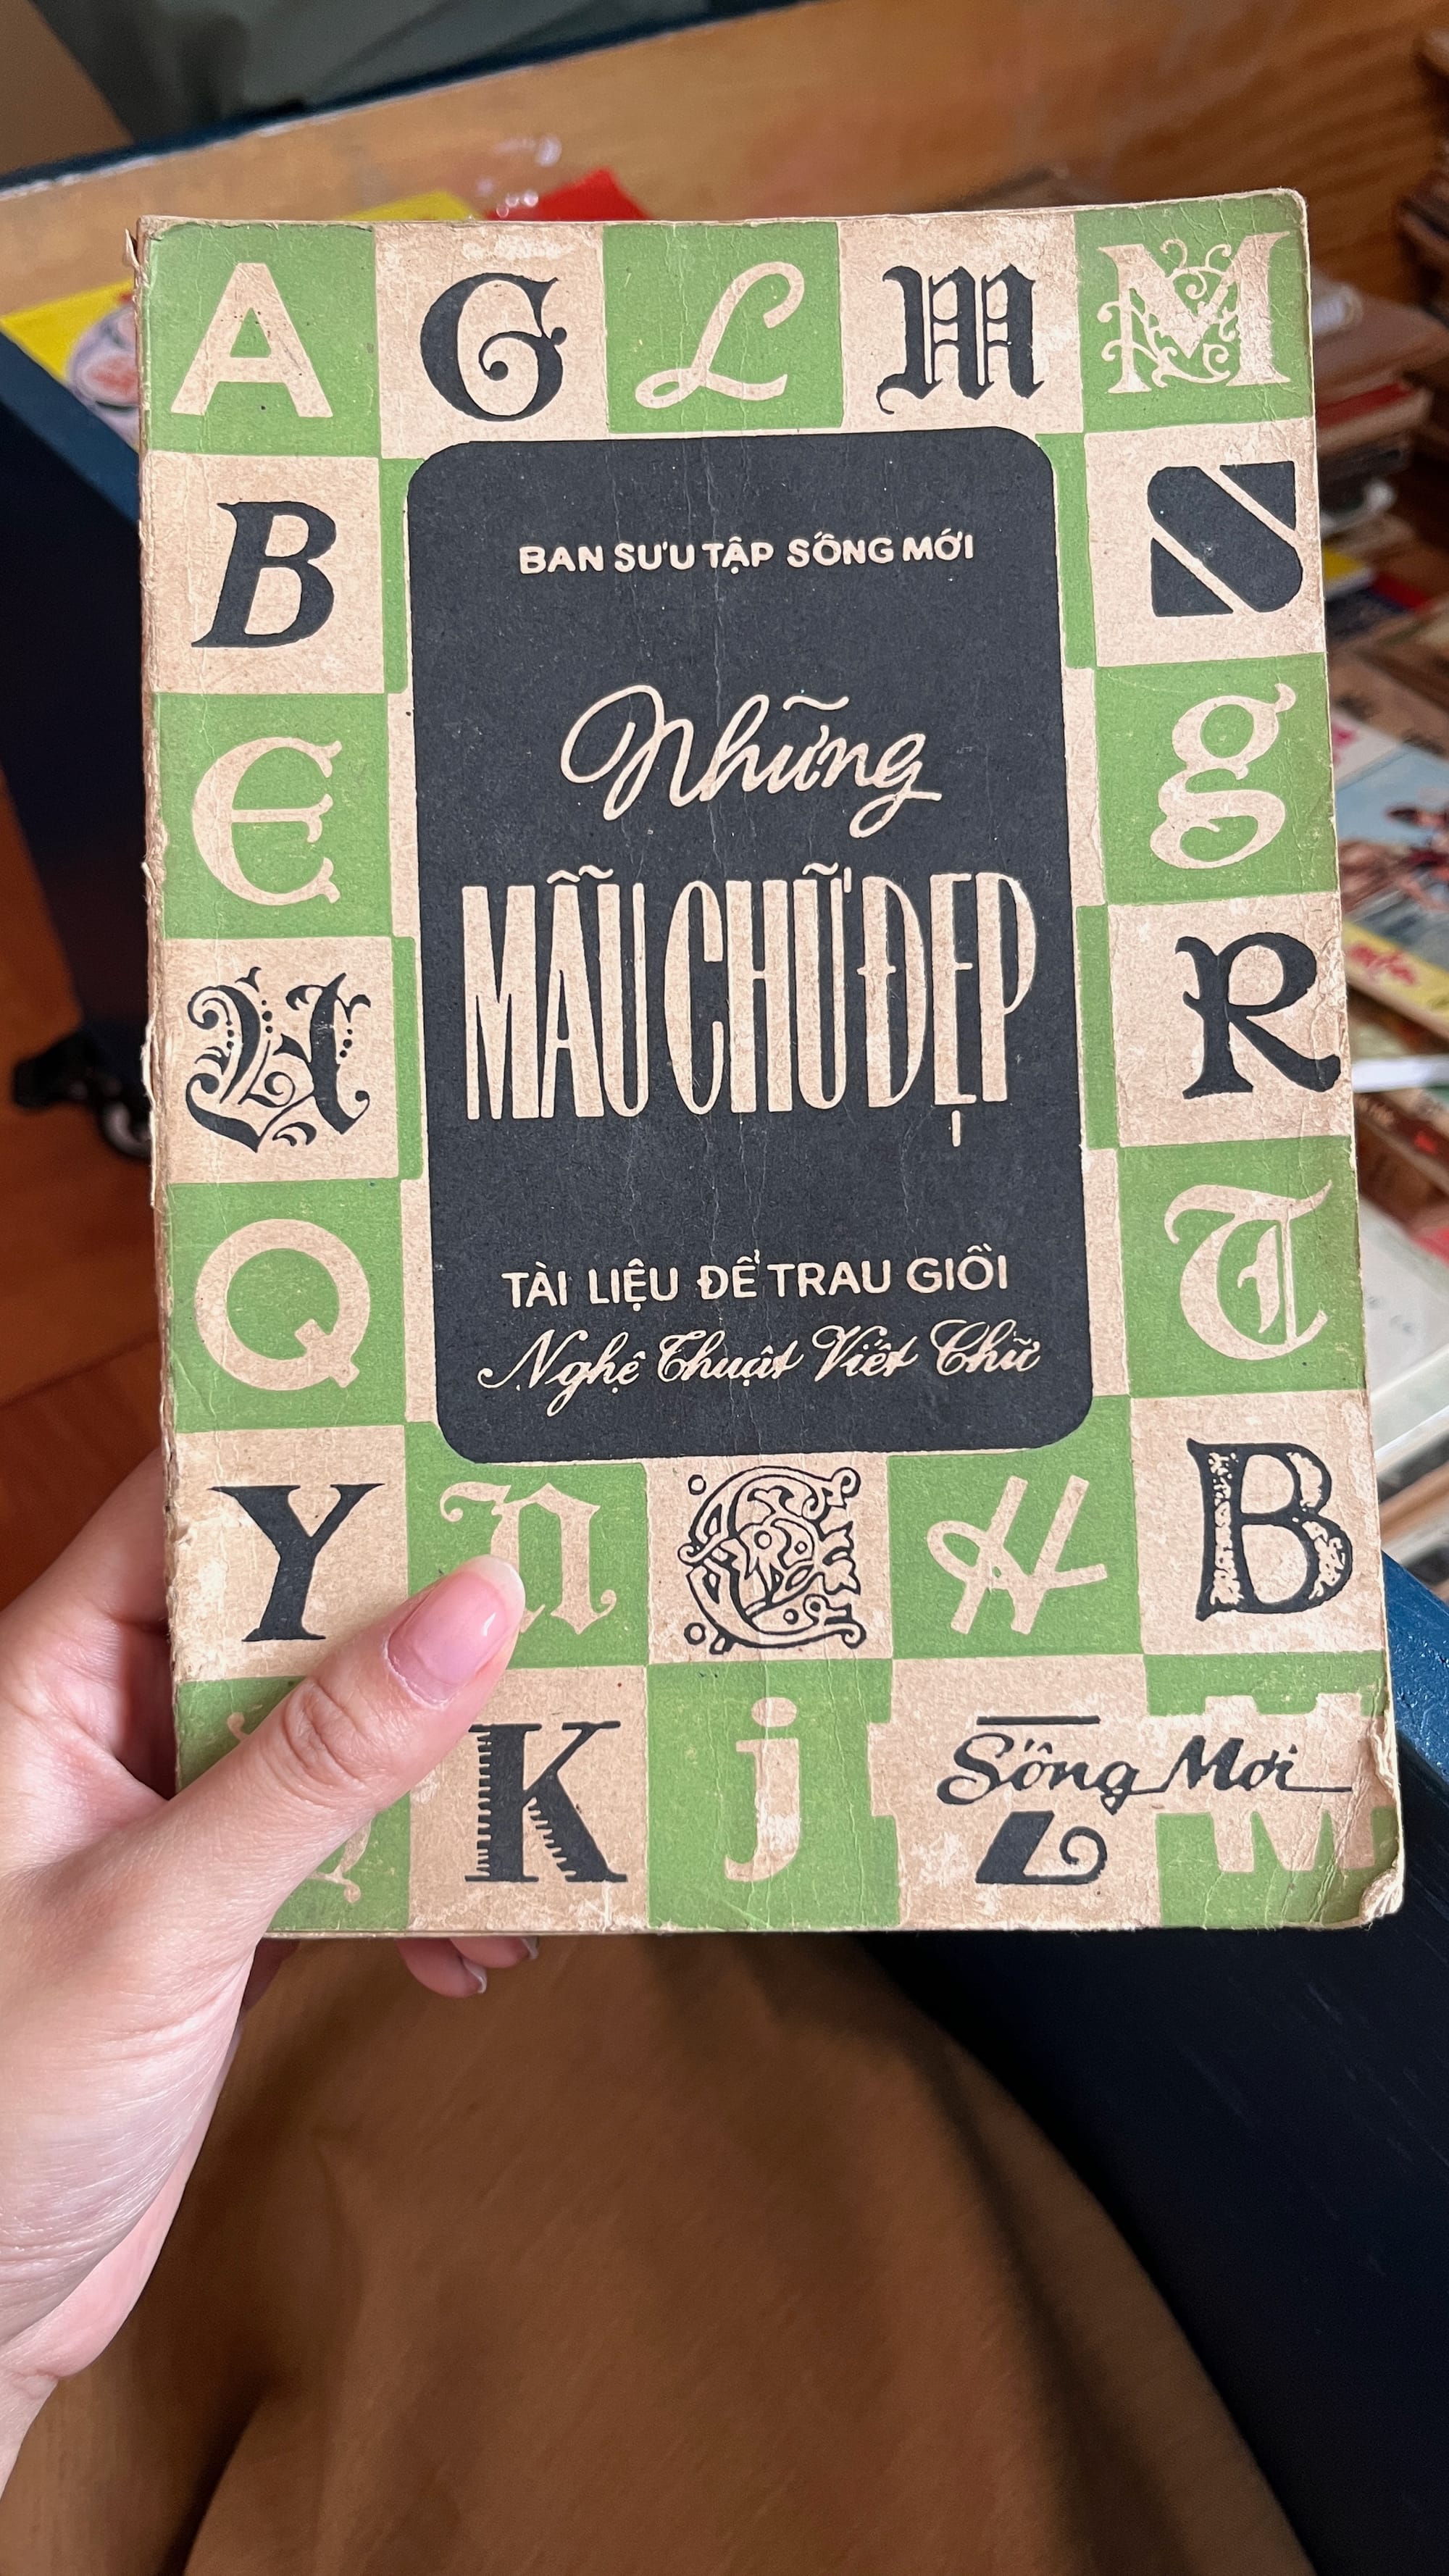 A G L M M
BAN SƯU TẬP SỐNG MỚI
B S
Những
E g
MẪU CHỮ ĐẸP
A R
Q T
TÀI LIỆU ĐỂ TRAU GIỒI
Nghệ Thuật Viết Chữ
Y n C H B
K j
Sống Mới
M